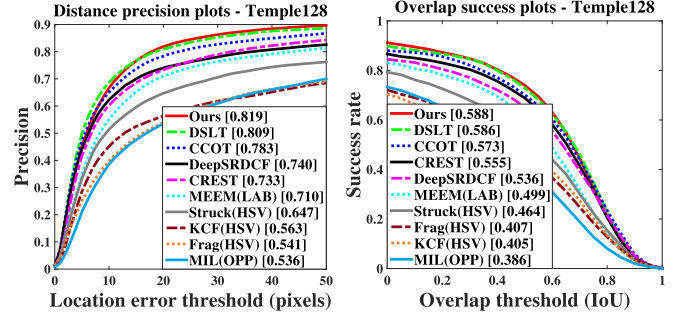 Distance precision plots - Temple128
Precision
0.9
0.8
0.7
0.6
0.5
0.4
0.3
0.2
0.1
0
Ours [0.819]
DSLT [0.809]
CCOT [0.783]
DeepSRDCF [0.740]
CREST [0.733]
MEEM(LAB) [0.710]
Struck(HSV) [0.647]
KCF(HSV) [0.563]
Frag(HSV) [0.541]
MIL(OPP) [0.536]
0 10 20 30 40 50
Location error threshold (pixels)
Overlap success plots - Temple128
Success rate
1
0.8
0.6
0.4
0.2
0
Ours [0.588]
DSLT [0.586]
CCOT [0.573]
CREST [0.555]
DeepSRDCF [0.536]
MEEM(LAB) [0.499]
Struck(HSV) [0.464]
Frag(HSV) [0.407]
KCF(HSV) [0.405]
MIL(OPP) [0.386]
0 0.2 0.4 0.6 0.8 1
Overlap threshold (IoU)